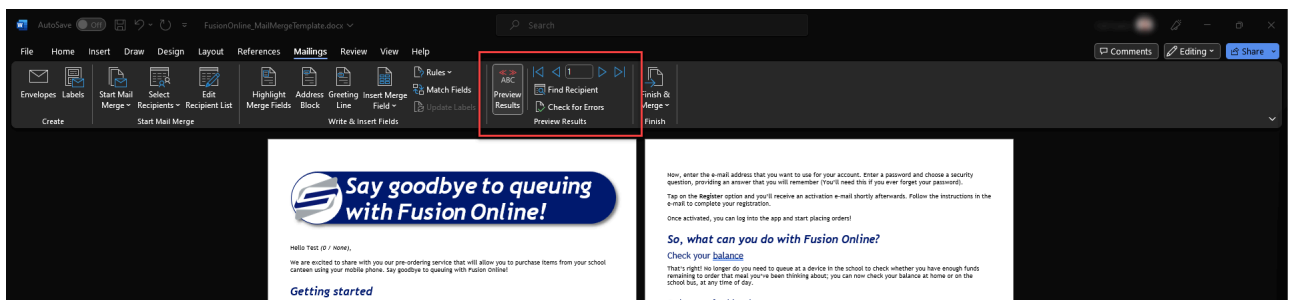 AutoSave Off FusionOnline_MailMergeTemplate.docx Search
File Home Insert Draw Design Layout References Mailings Review View Help Comments Editing Share
Envelopes Labels Start Mail Merge Select Recipients Edit Recipient List Highlight Merge Fields Address Block Greeting Line Insert Merge Field Rules Match Fields Update Labels ABC Preview Results 1 Find Recipient Check for Errors Finish & Merge
Create Start Mail Merge Write & Insert Fields Preview Results Finish
Say goodbye to queuing
with Fusion Online!
Hello Test (0 / None),
We are excited to share with you our pre-ordering service that will allow you to purchase items from your school
canteen using your mobile phone. Say goodbye to queuing with Fusion Online!
Getting started
Now, enter the e-mail address that you want to use for your account. Enter a password and choose a security
question, providing an answer that you will remember (You'll need this if you ever forget your password).
Tap on the Register option and you'll receive an activation e-mail shortly afterwards. Follow the instructions in the
e-mail to complete your registration.
Once activated, you can log into the app and start placing orders!
So, what can you do with Fusion Online?
Check your balance
That's right! No longer do you need to queue at a device in the school to check whether you have enough funds
remaining to order that meal you've been thinking about; you can now check your balance at home or on the
school bus, at any time of day.